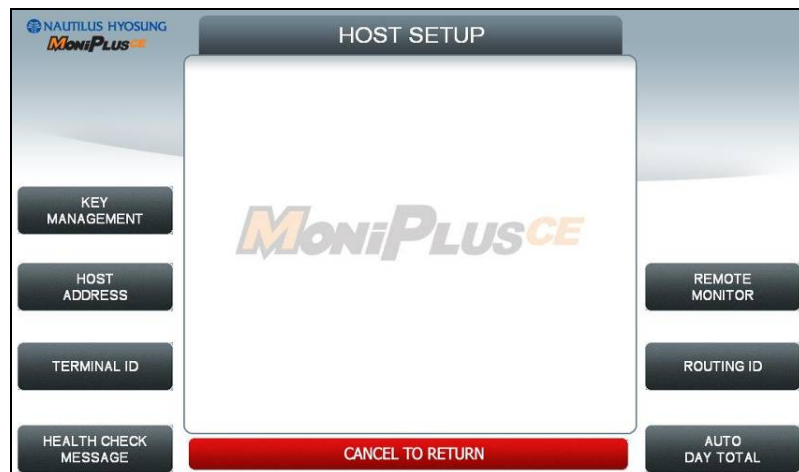 NAUTILUS HYOSUNG
MoniPlusCE
HOST SETUP
KEY
MANAGEMENT
MoniPlusCE
HOST
ADDRESS
REMOTE
MONITOR
TERMINAL ID
ROUTING ID
HEALTH CHECK
MESSAGE
CANCEL TO RETURN
AUTO
DAY TOTAL